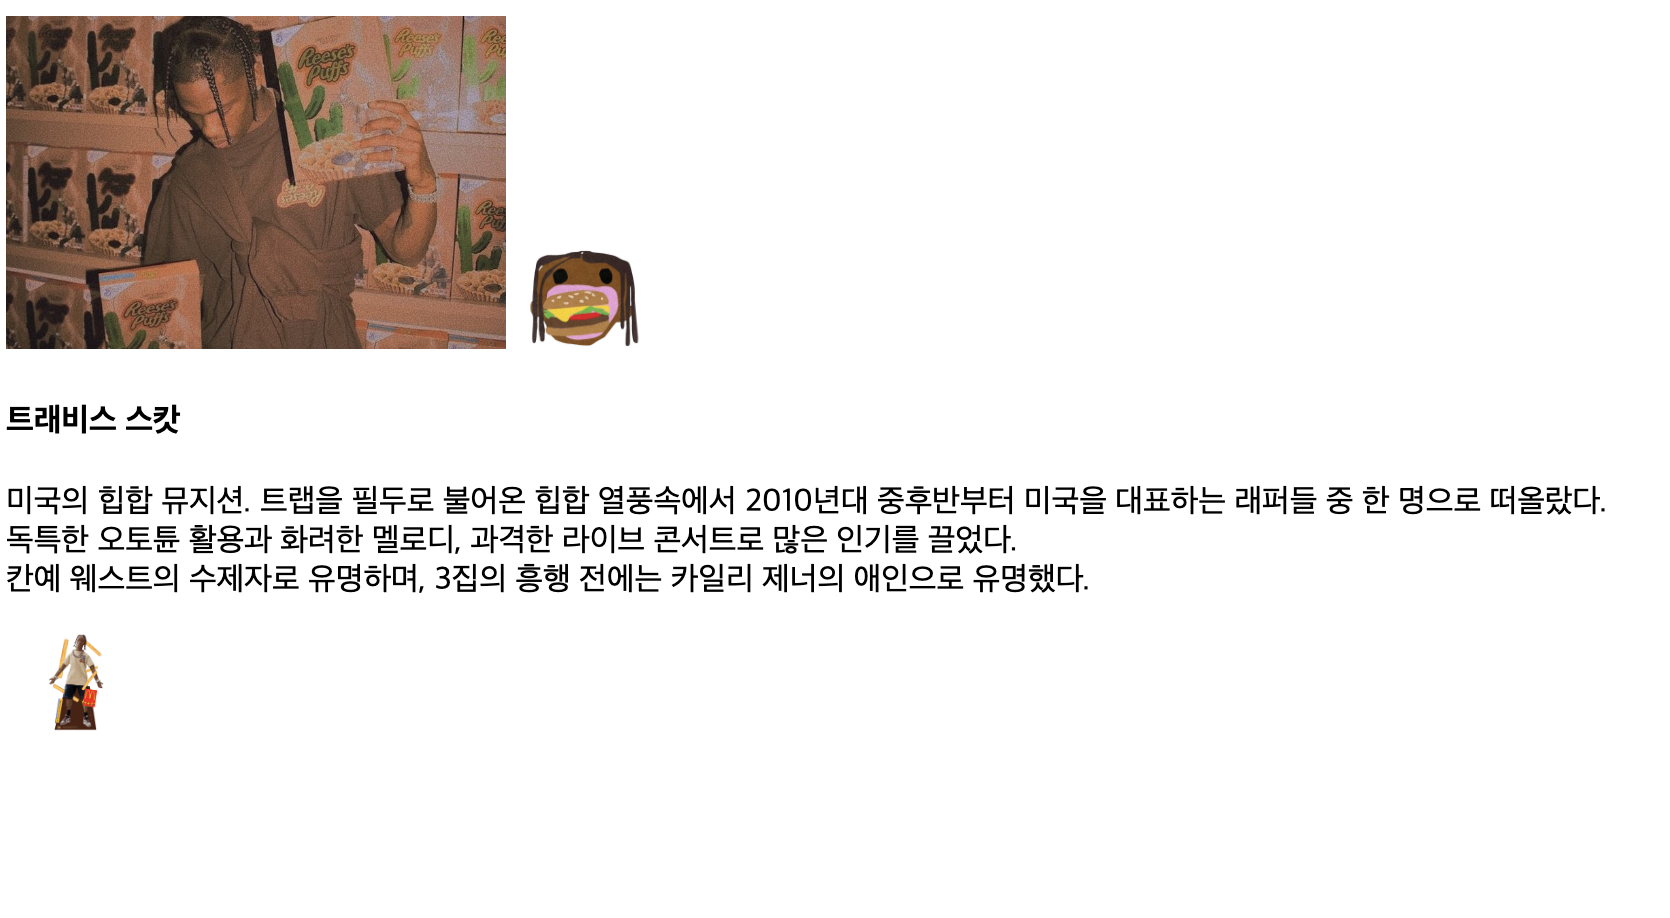 Reese's
Puffs
Reese's
Puffs
Reese's
Puffs
트래비스 스캇
미국의 힙합 뮤지션. 트랩을 필두로 불어온 힙합 열풍속에서 2010년대 중후반부터 미국을 대표하는 래퍼들 중 한 명으로 떠올랐다.
독특한 오토튠 활용과 화려한 멜로디, 과격한 라이브 콘서트로 많은 인기를 끌었다.
칸예 웨스트의 수제자로 유명하며, 3집의 흥행 전에는 카일리 제너의 애인으로 유명했다.